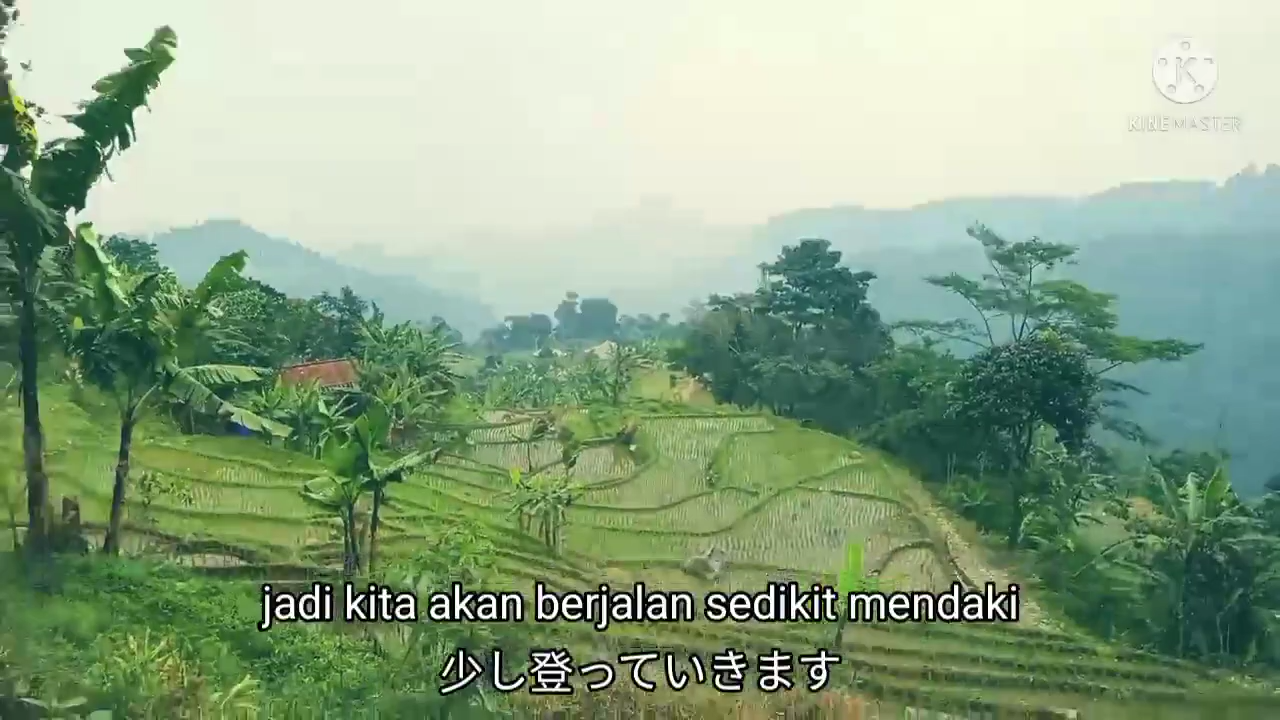 KINEMASTER
jadi kita akan berjalan sedikit mendaki
少し登っていきます